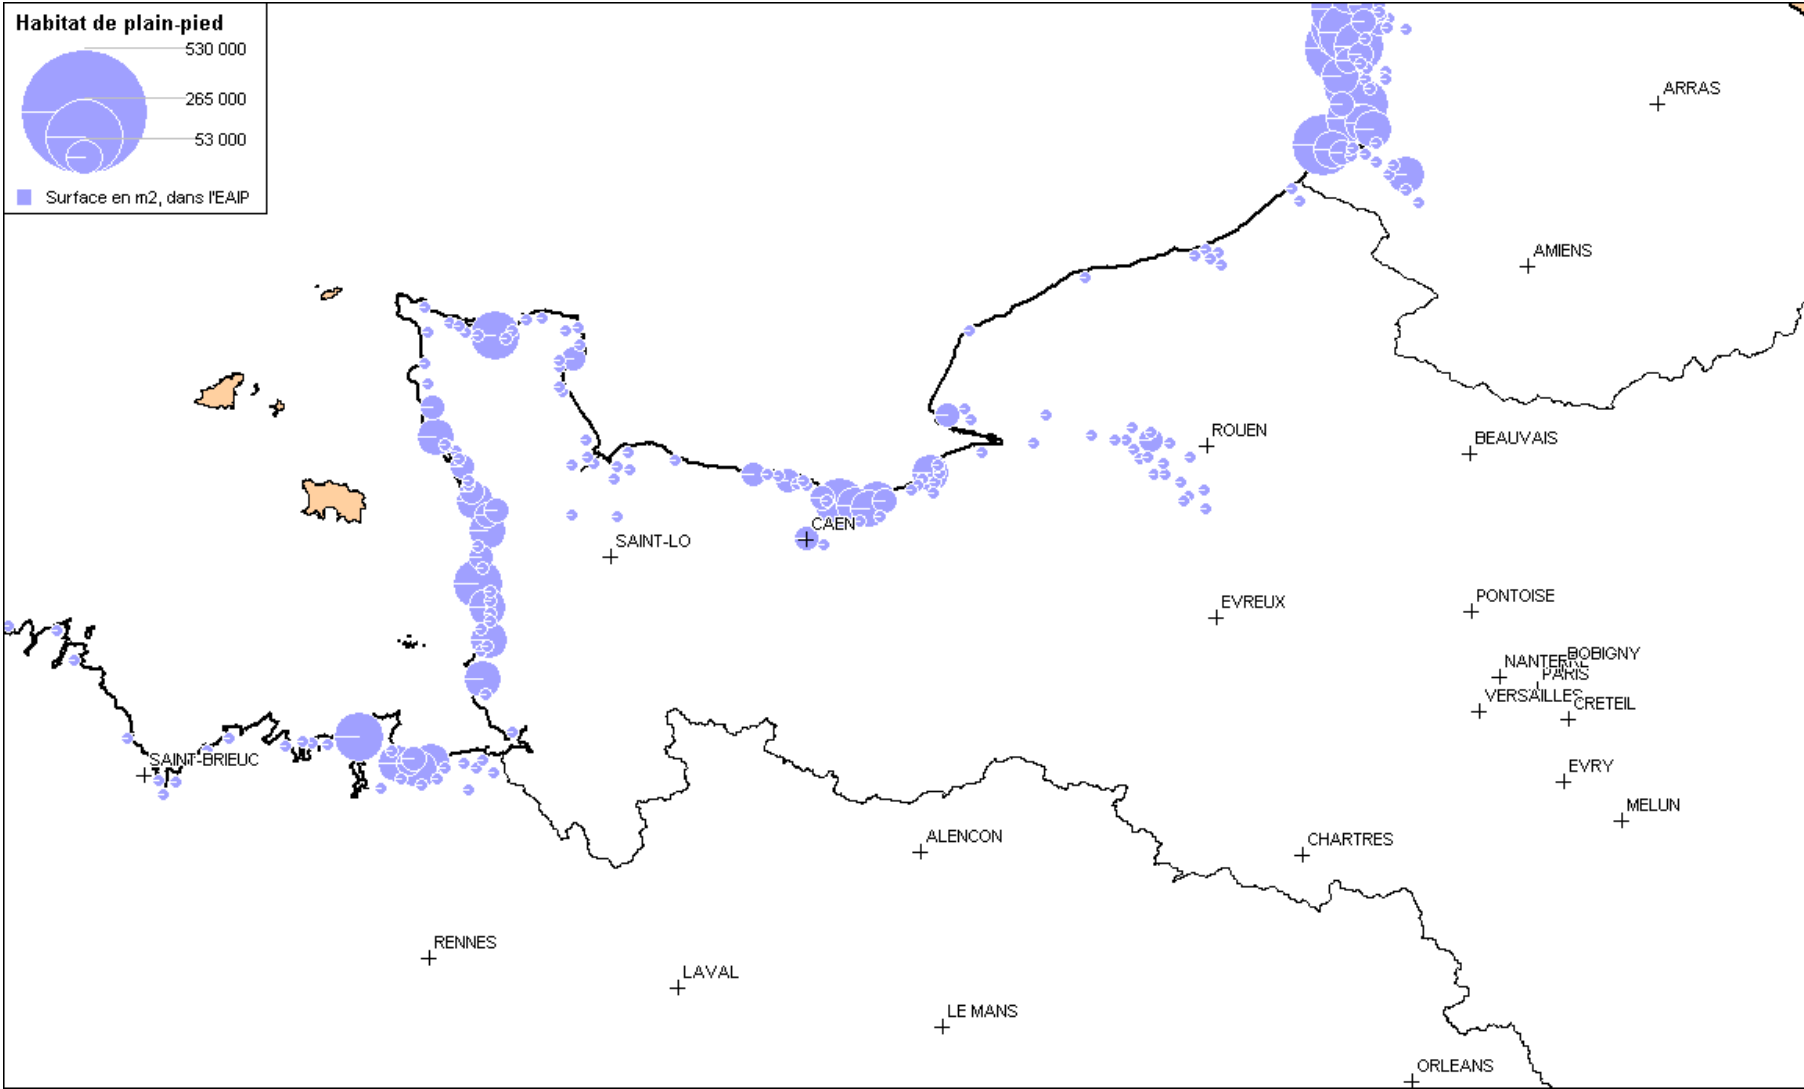 Habitat de plain-pied
530 000
265 000
53 000
Surface en m2, dans l'EAIP
ARRAS
AMIENS
ROUEN
BEAUVAIS
CAEN
SAINT-LO
EVREUX
PONTOISE
BOBIGNY
NANTERRE
PARIS
VERSAILLES
CRETEIL
SAINT-BRIEUC
EVRY
MELUN
ALENCON
CHARTRES
RENNES
LAVAL
LE MANS
ORLEANS